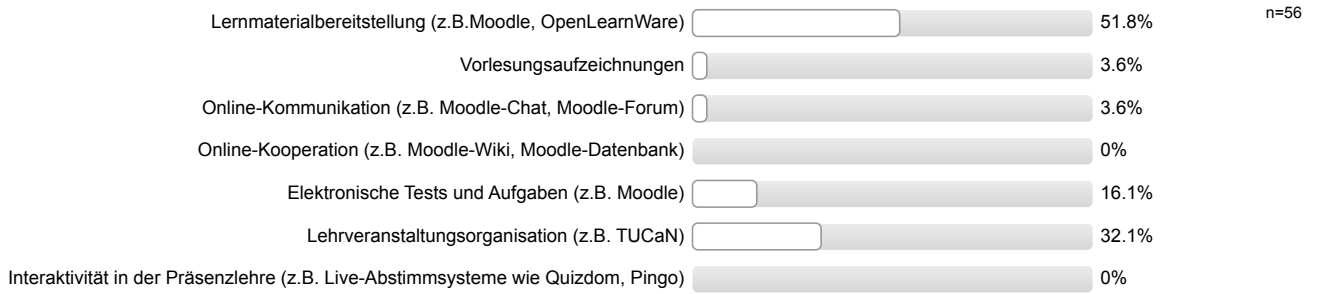 Lernmaterialbereitstellung (z.B.Moodle, OpenLearnWare) 51.8% n=56
Vorlesungsaufzeichnungen 3.6%
Online-Kommunikation (z.B. Moodle-Chat, Moodle-Forum) 3.6%
Online-Kooperation (z.B. Moodle-Wiki, Moodle-Datenbank) 0%
Elektronische Tests und Aufgaben (z.B. Moodle) 16.1%
Lehrveranstaltungsorganisation (z.B. TUCaN) 32.1%
Interaktivität in der Präsenzlehre (z.B. Live-Abstimmsysteme wie Quizdom, Pingo) 0%